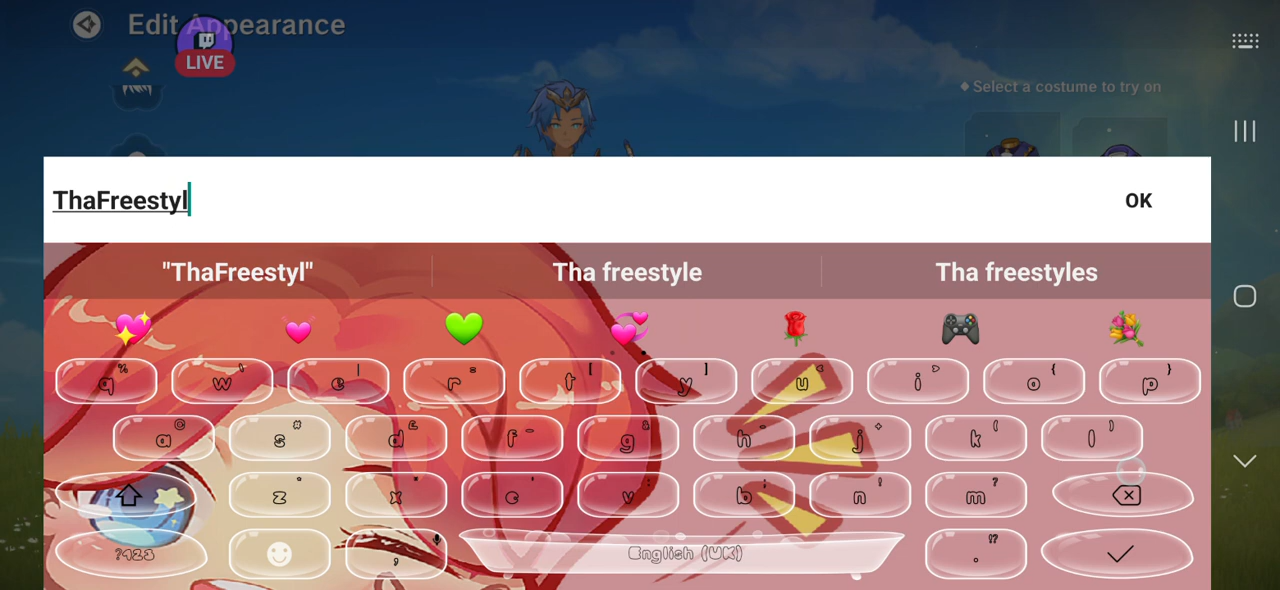 Edit Appearance
LIVE
Select a costume to try on
ThaFreestyl
OK
"ThaFreestyl" Tha freestyle Tha freestyles
% \ | = [ ] < > { }
q w e r t y u i o p
@ # £ _ & - + ( )
a s d f g h j k l
* " ' : ; ! ?
z x c v b n m
!?
?123 , English (UK) .